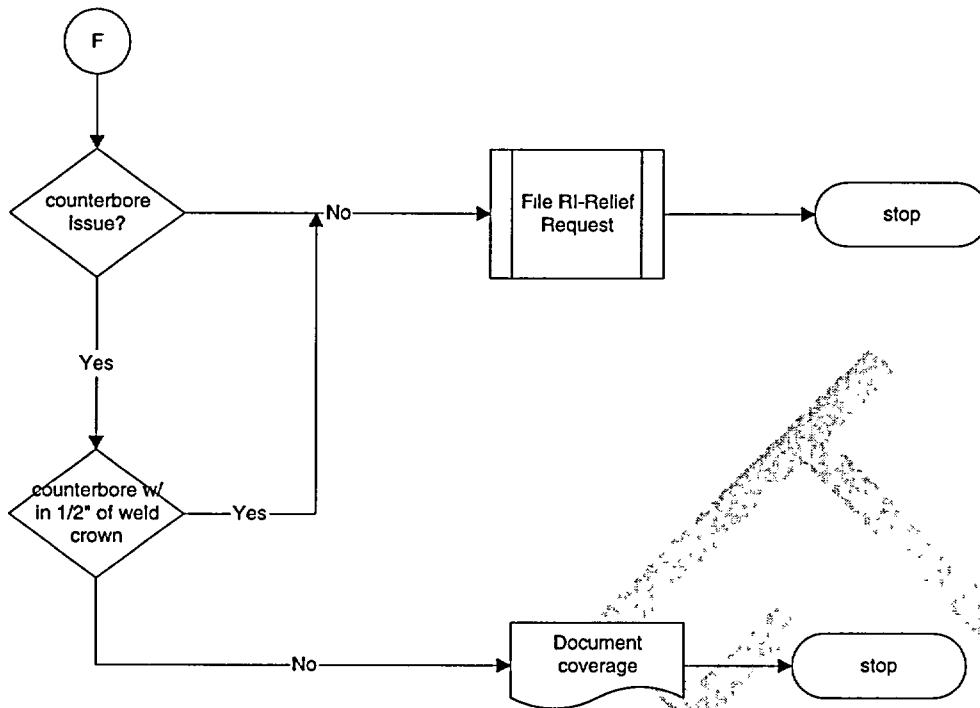 F
counterbore
Issue?
No
File RI-Relief
Request
stop
Yes
counterbore w/
in 1/2" of weld
crown
Yes
No
Document
coverage
stop